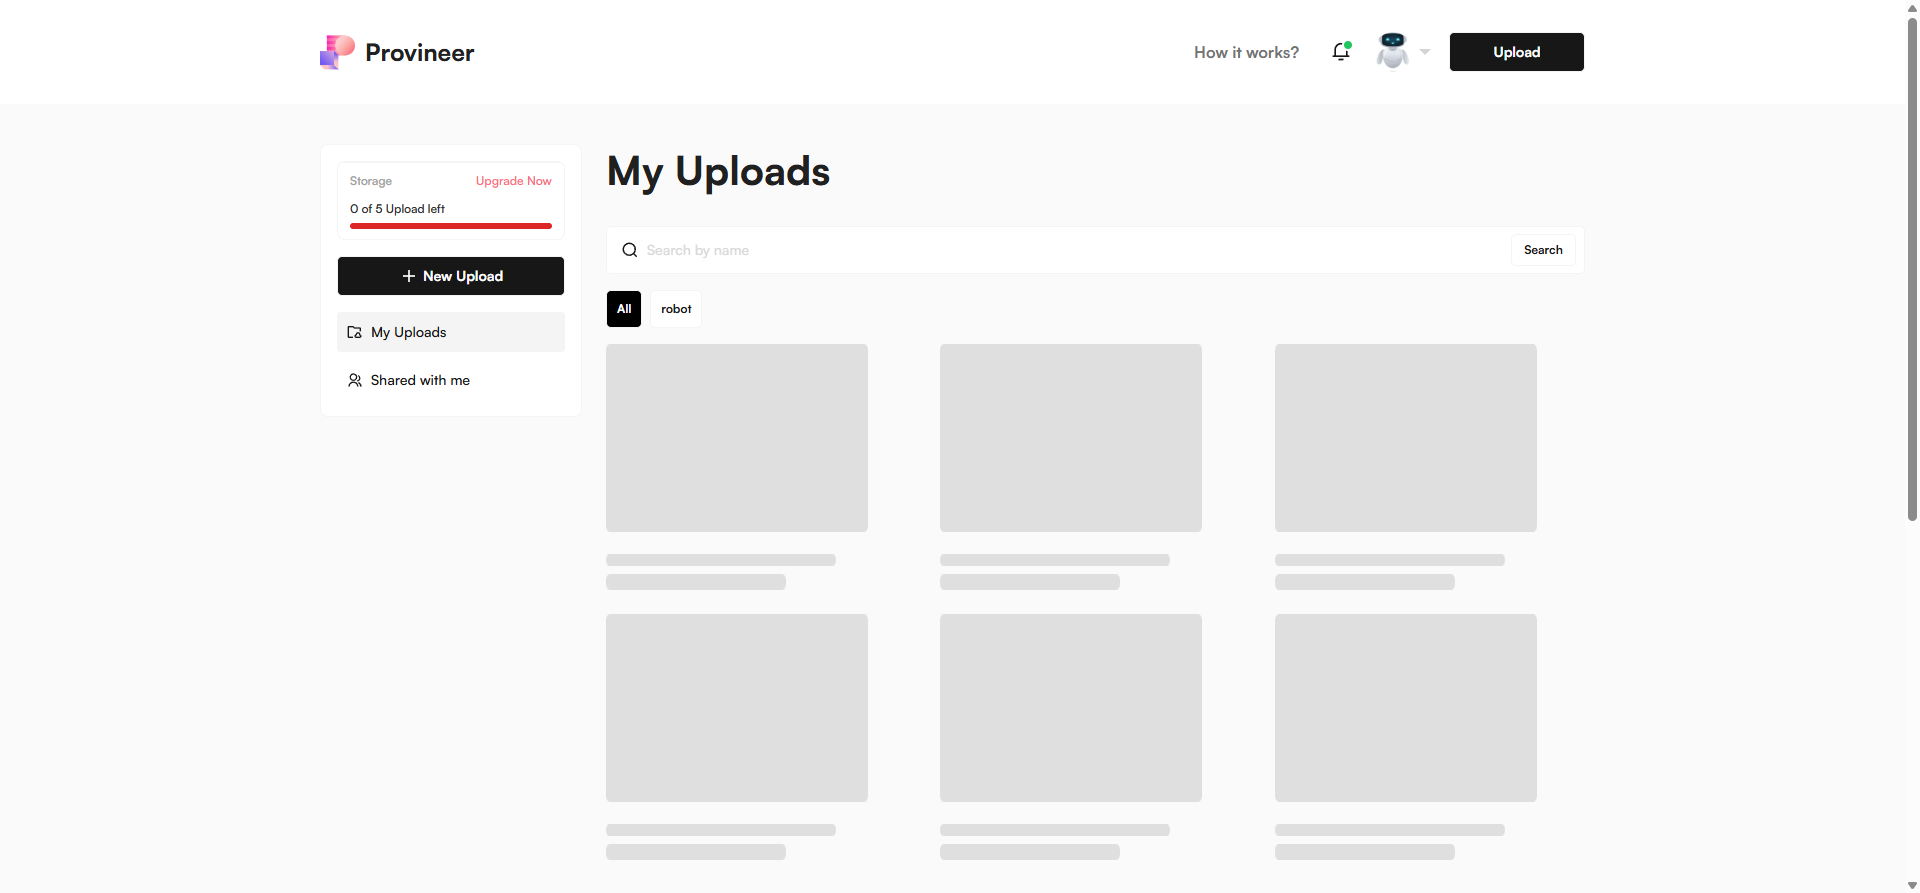 Provineer
How it works?
Upload
Storage
Upgrade Now
0 of 5 Upload left
New Upload
My Uploads
Shared with me
My Uploads
Search by name
Search
All
robot